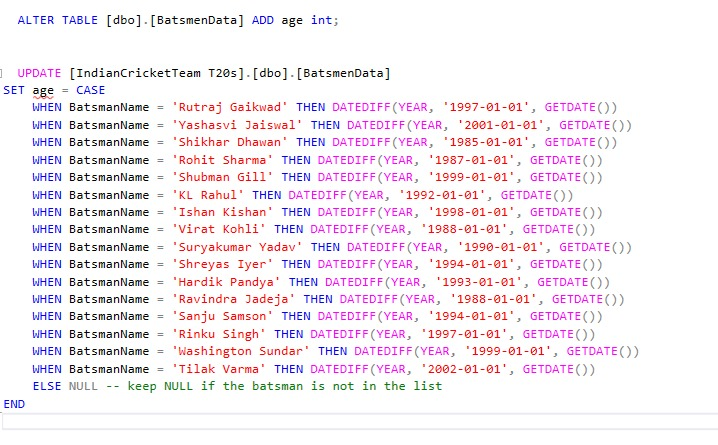 ALTER TABLE [dbo].[BatsmenData] ADD age int;
UPDATE [IndianCricketTeam T20s].[dbo].[BatsmenData]
SET age = CASE
WHEN BatsmanName = 'Rutraj Gaikwad' THEN DATEDIFF(YEAR, '1997-01-01', GETDATE())
WHEN BatsmanName = 'Yashasvi Jaiswal' THEN DATEDIFF(YEAR, '2001-01-01', GETDATE())
WHEN BatsmanName = 'Shikhar Dhawan' THEN DATEDIFF(YEAR, '1985-01-01', GETDATE())
WHEN BatsmanName = 'Rohit Sharma' THEN DATEDIFF(YEAR, '1987-01-01', GETDATE())
WHEN BatsmanName = 'Shubman Gill' THEN DATEDIFF(YEAR, '1999-01-01', GETDATE())
WHEN BatsmanName = 'KL Rahul' THEN DATEDIFF(YEAR, '1992-01-01', GETDATE())
WHEN BatsmanName = 'Ishan Kishan' THEN DATEDIFF(YEAR, '1998-01-01', GETDATE())
WHEN BatsmanName = 'Virat Kohli' THEN DATEDIFF(YEAR, '1988-01-01', GETDATE())
WHEN BatsmanName = 'Suryakumar Yadav' THEN DATEDIFF(YEAR, '1990-01-01', GETDATE())
WHEN BatsmanName = 'Shreyas Iyer' THEN DATEDIFF(YEAR, '1994-01-01', GETDATE())
WHEN BatsmanName = 'Hardik Pandya' THEN DATEDIFF(YEAR, '1993-01-01', GETDATE())
WHEN BatsmanName = 'Ravindra Jadeja' THEN DATEDIFF(YEAR, '1988-01-01', GETDATE())
WHEN BatsmanName = 'Sanju Samson' THEN DATEDIFF(YEAR, '1994-01-01', GETDATE())
WHEN BatsmanName = 'Rinku Singh' THEN DATEDIFF(YEAR, '1997-01-01', GETDATE())
WHEN BatsmanName = 'Washington Sundar' THEN DATEDIFF(YEAR, '1999-01-01', GETDATE())
WHEN BatsmanName = 'Tilak Varma' THEN DATEDIFF(YEAR, '2002-01-01', GETDATE())
ELSE NULL -- keep NULL if the batsman is not in the list
END